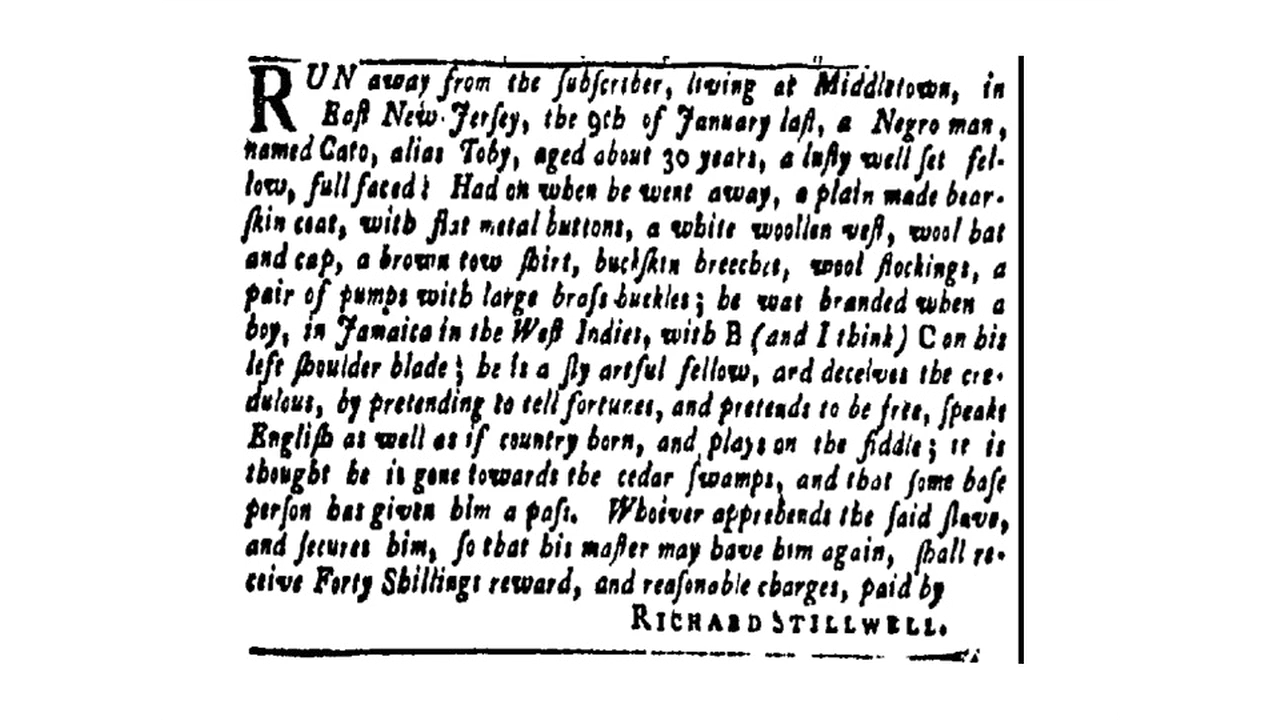 RUN away from the ſubſcriber, living at Middletown, in
Eaſt New-Jerſey, the 9th of January laſt, a Negro man,
named Cato, alias Toby, aged about 30 years, a luſty well ſet fel-
low, full faced: Had on when he went away, a plain made bear-
ſkin coat, with flat metal buttons, a white woollen veſt, wool hat
and cap, a brown tow ſhirt, buckſkin breeches, wool ſtockings, a
pair of pumps with large braſs buckles; he was branded when a
boy, in Jamaica in the Weſt Indies, with B (and I think) C on his
left ſhoulder blade; he is a ſly artful fellow, and deceives the cre-
dulous, by pretending to tell fortunes, and pretends to be free, ſpeaks
Engliſh as well as if country born, and plays on the fiddle; it is
thought he is gone towards the cedar ſwamps, and that ſome baſe
perſon has given him a paſs. Whoever apprehends the ſaid ſlave,
and ſecures him, ſo that his maſter may have him again, ſhall re-
ceive Forty Shillings reward, and reaſonable charges, paid by
RICHARD STILLWELL.